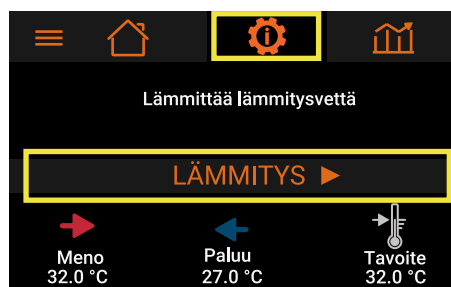 Lämmittää lämmitysvettä
LÄMMITYS ►
Meno
32.0 °C
Paluu
27.0 °C
Tavoite
32.0 °C